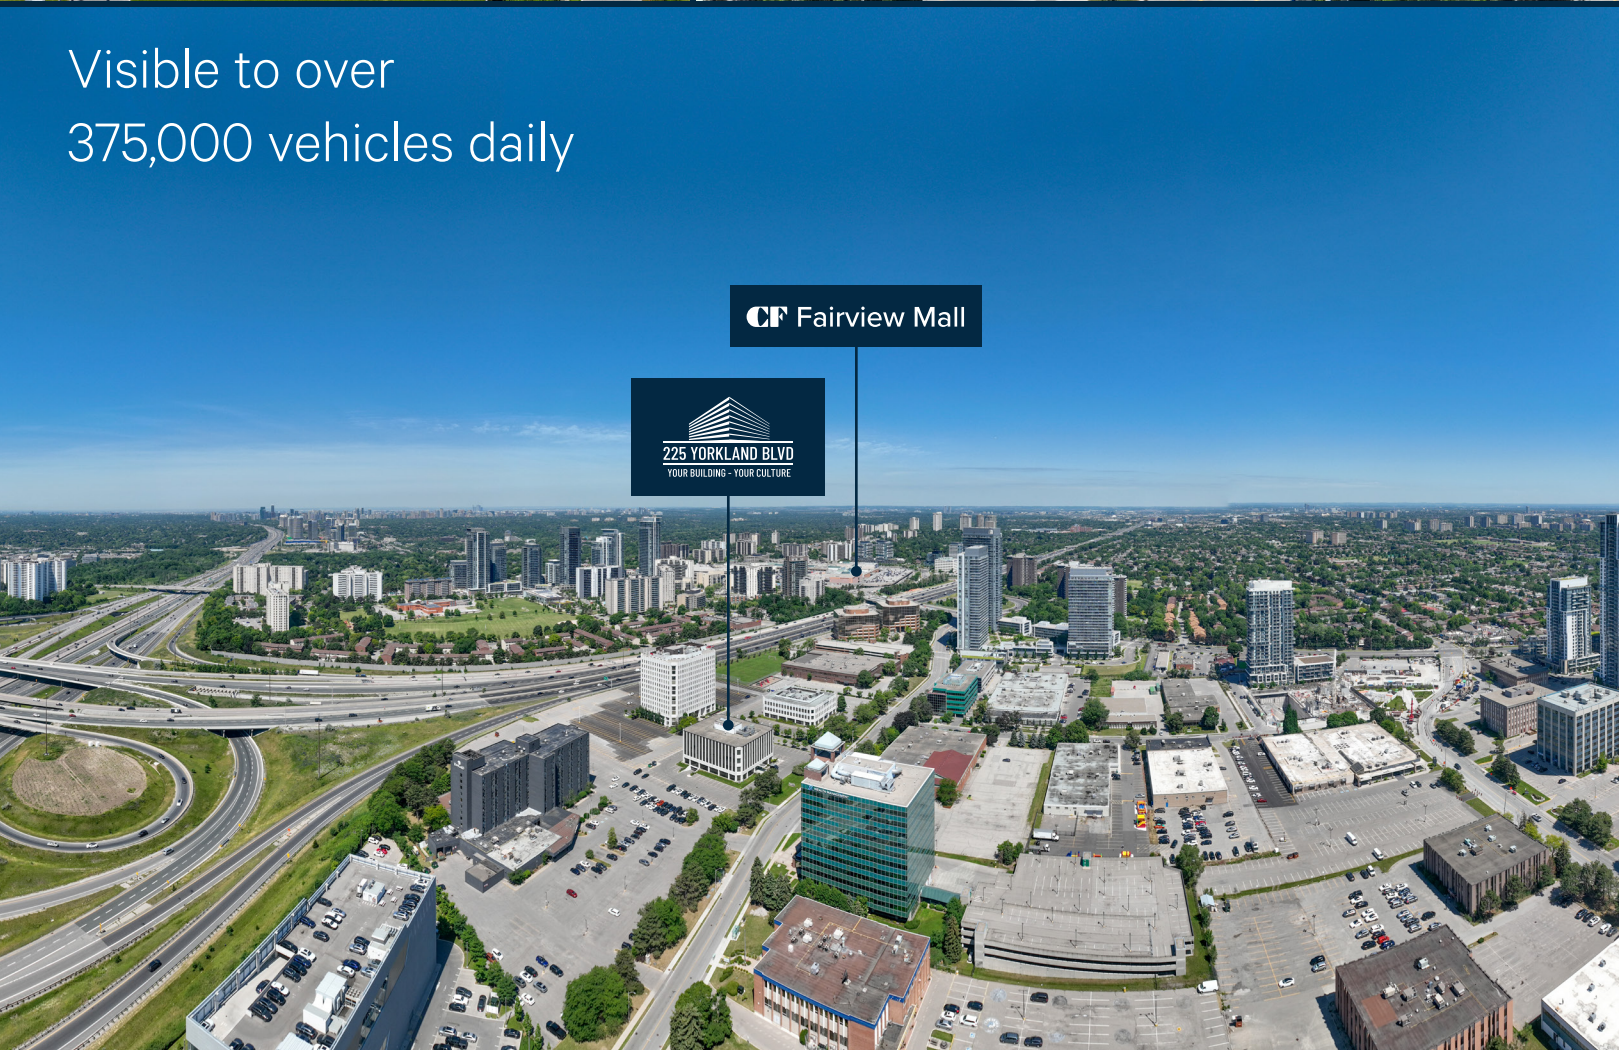 Visible to over
375,000 vehicles daily
CF Fairview Mall
225 YORKLAND BLVD
YOUR BUILDING - YOUR CULTURE